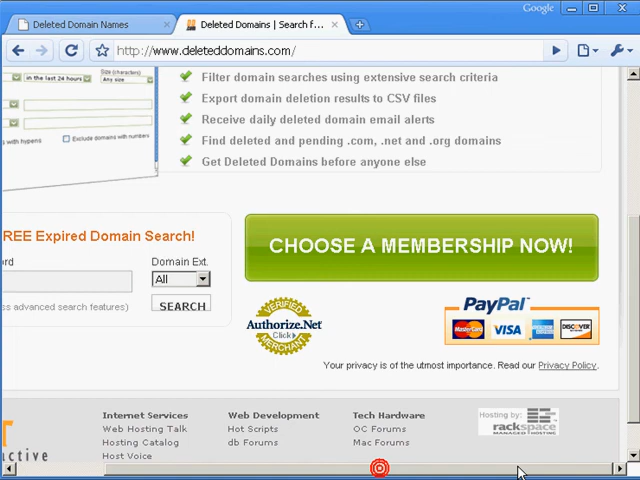 Google
Deleted Domain Names
Deleted Domains | Search f...
http://www.deleteddomains.com/
in the last 24 hours
Size (characters)
Any size
with hypens
Exclude domains with numbers
Filter domain searches using extensive search criteria
Export domain deletion results to CSV files
Receive daily deleted domain email alerts
Find deleted and pending .com, .net and .org domains
Get Deleted Domains before anyone else
REE Expired Domain Search!
ord
Domain Ext.
All
ss advanced search features)
SEARCH
CHOOSE A MEMBERSHIP NOW!
VERIFIED
Authorize.Net
Click
MERCHANT
PayPal
MasterCard
VISA
DISCOVER
Your privacy is of the utmost importance. Read our Privacy Policy.
T
active
Internet Services
Web Hosting Talk
Hosting Catalog
Host Voice
Web Development
Hot Scripts
db Forums
Tech Hardware
OC Forums
Mac Forums
Hosting by:
rackspace
MANAGED HOSTING